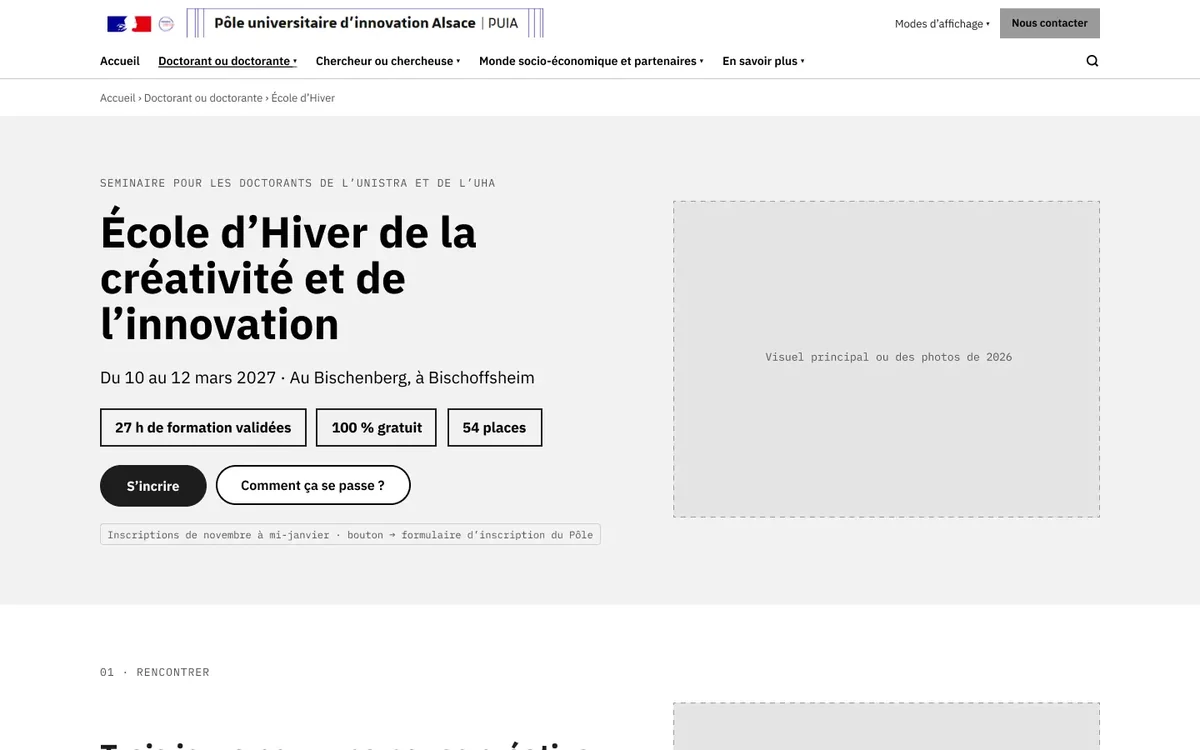 Pôle universitaire d’innovation Alsace | PUIA
Modes d’affichage
Nous contacter
Accueil
Doctorant ou doctorante
Chercheur ou chercheuse
Monde socio-économique et partenaires
En savoir plus
Accueil › Doctorant ou doctorante › École d’Hiver
SEMINAIRE POUR LES DOCTORANTS DE L’UNISTRA ET DE L’UHA
École d’Hiver de la
créativité et de
l’innovation
Du 10 au 12 mars 2027 · Au Bischenberg, à Bischoffsheim
27 h de formation validées
100 % gratuit
54 places
S’incrire
Comment ça se passe ?
Inscriptions de novembre à mi-janvier · bouton → formulaire d’inscription du Pôle
Visuel principal ou des photos de 2026
01 · RENCONTRER